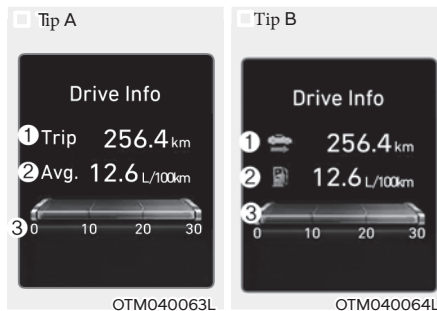 Tip A
Drive Info
1 Trip 256.4 km
2 Avg. 12.6 L/100km
3
0 10 20 30
OTM040063L
Tip B
Drive Info
1 256.4 km
2 12.6 L/100km
3
0 10 20 30
OTM040064L